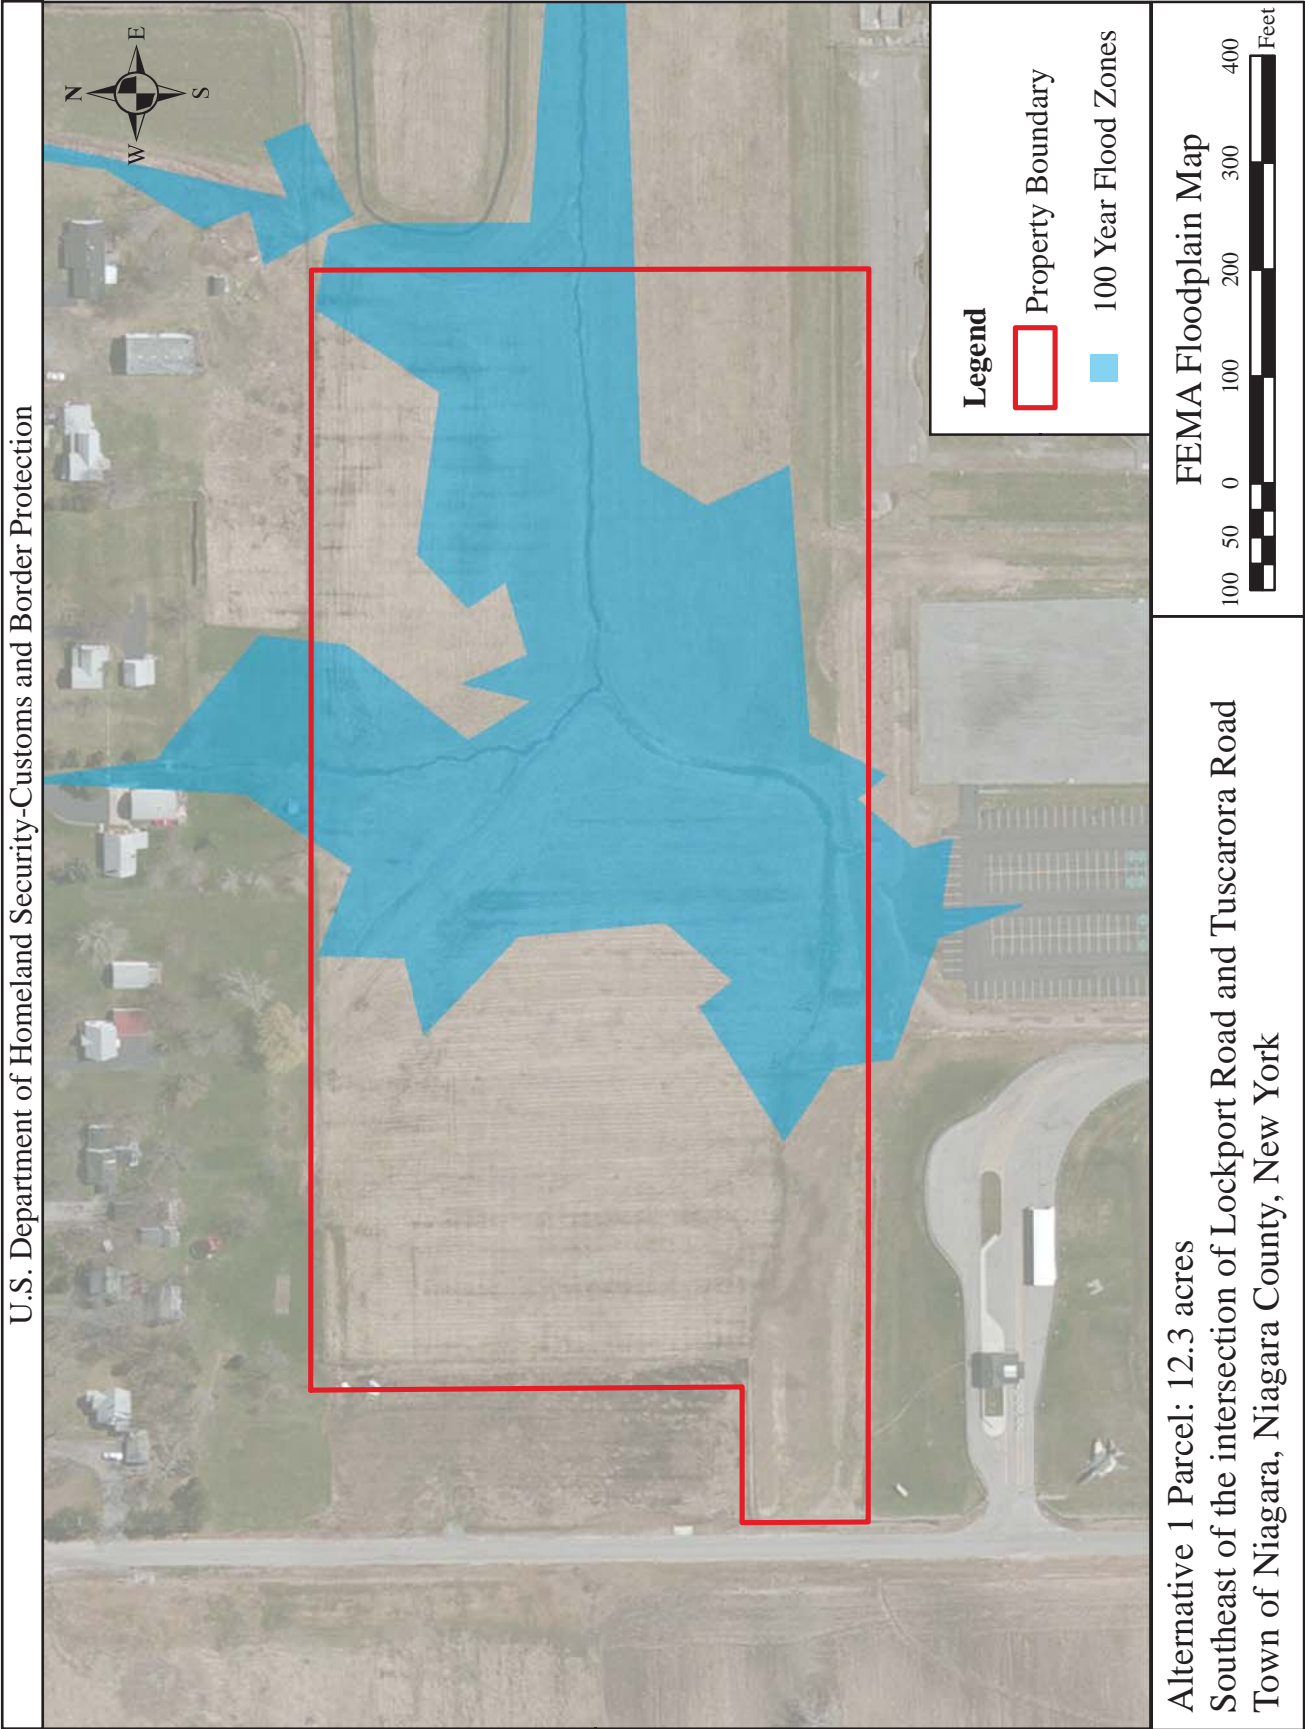 U.S. Department of Homeland Security-Customs and Border Protection
N
W E
S
Legend
Property Boundary
100 Year Flood Zones
Alternative 1 Parcel: 12.3 acres
Southeast of the intersection of Lockport Road and Tuscarora Road
Town of Niagara, Niagara County, New York
FEMA Floodplain Map
100 50 0 100 200 300 400
Feet